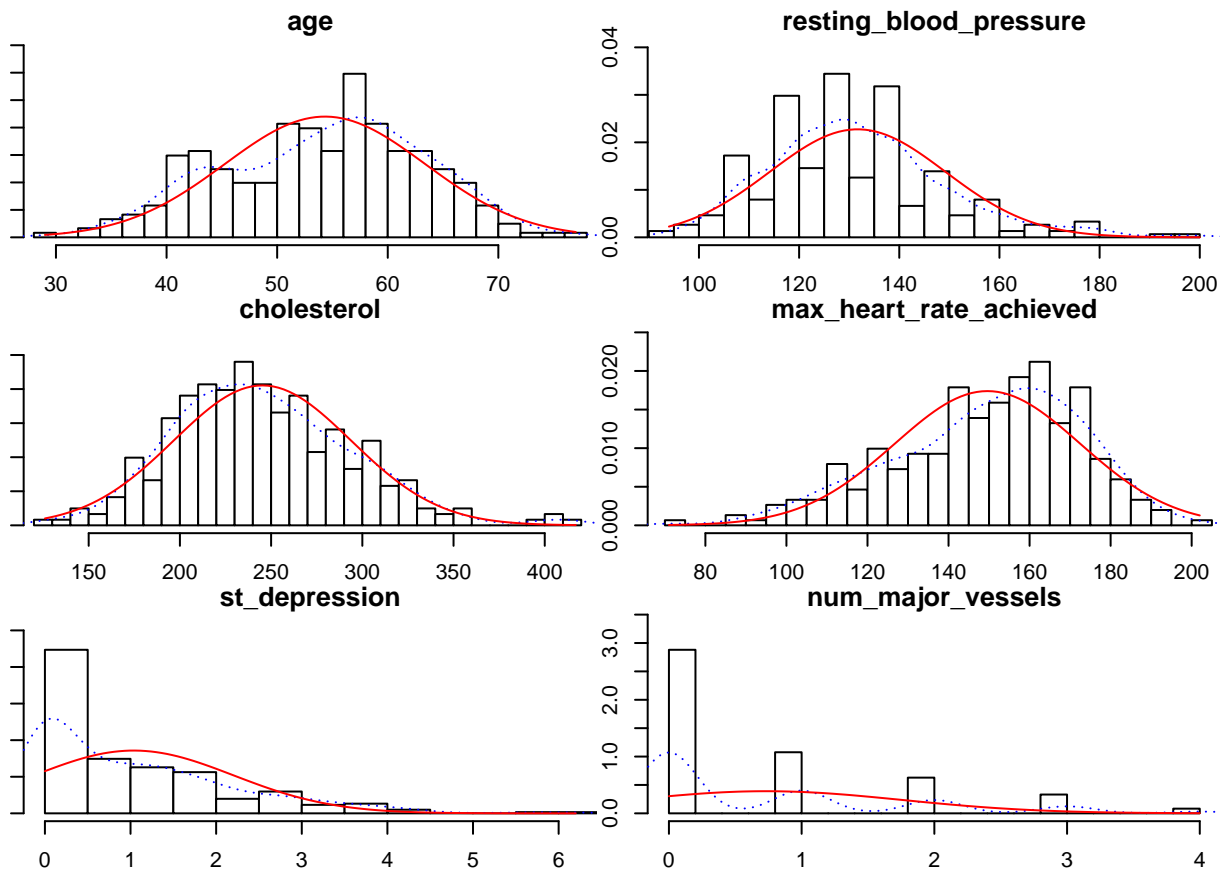 age
30 40 50 60 70
resting_blood_pressure
0.00 0.02 0.04
100 120 140 160 180 200
cholesterol
150 200 250 300 350 400
max_heart_rate_achieved
0.000 0.010 0.020
80 100 120 140 160 180 200
st_depression
0 1 2 3 4 5 6
num_major_vessels
0.0 1.0 2.0 3.0
0 1 2 3 4